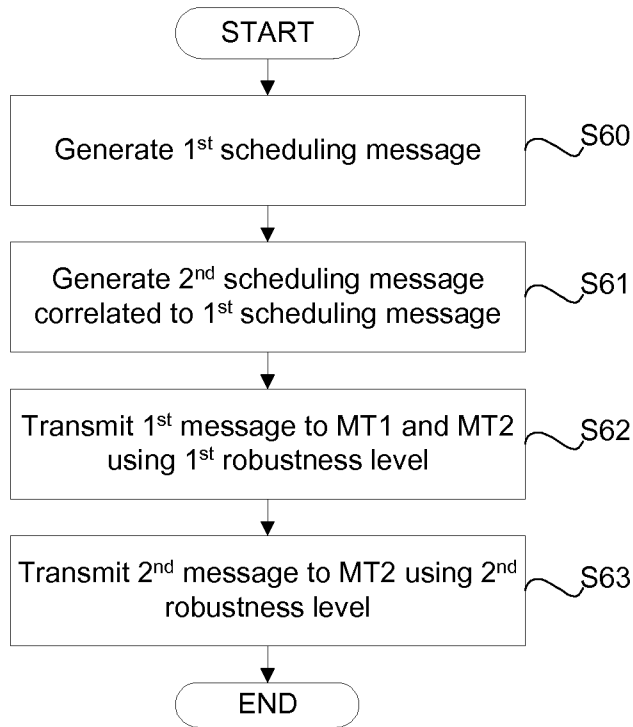 START
Generate 1st scheduling message
S60
Generate 2nd scheduling message
correlated to 1st scheduling message
S61
Transmit 1st message to MT1 and MT2
using 1st robustness level
S62
Transmit 2nd message to MT2 using 2nd
robustness level
S63
END